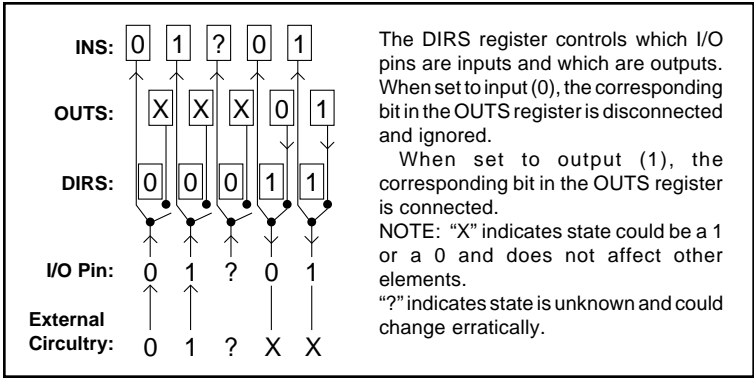 INS: 0 1 ? 0 1
OUTS: X X X 0 1
DIRS: 0 0 0 1 1
I/O Pin: 0 1 ? 0 1
External
Circultry: 0 1 ? X X
The DIRS register controls which I/O
pins are inputs and which are outputs.
When set to input (0), the corresponding
bit in the OUTS register is disconnected
and ignored.
When set to output (1), the
corresponding bit in the OUTS register
is connected.
NOTE: “X” indicates state could be a 1
or a 0 and does not affect other
elements.
“?” indicates state is unknown and could
change erratically.